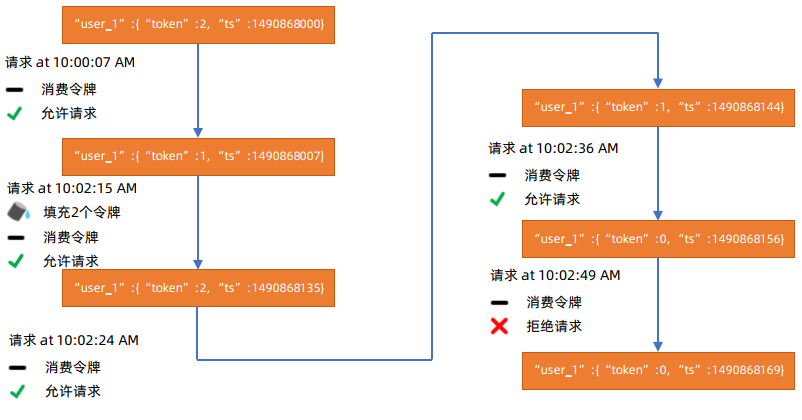 “user_1”:{“token”:2,“ts”:1490868000}
请求 at 10:00:07 AM
消费令牌
允许请求
“user_1”:{“token”:1,“ts”:1490868007}
请求 at 10:02:15 AM
填充2个令牌
消费令牌
允许请求
“user_1”:{“token”:2,“ts”:1490868135}
请求 at 10:02:24 AM
消费令牌
允许请求
“user_1”:{“token”:1,“ts”:1490868144}
请求 at 10:02:36 AM
消费令牌
允许请求
“user_1”:{“token”:0,“ts”:1490868156}
请求 at 10:02:49 AM
消费令牌
拒绝请求
“user_1”:{“token”:0,“ts”:1490868169}